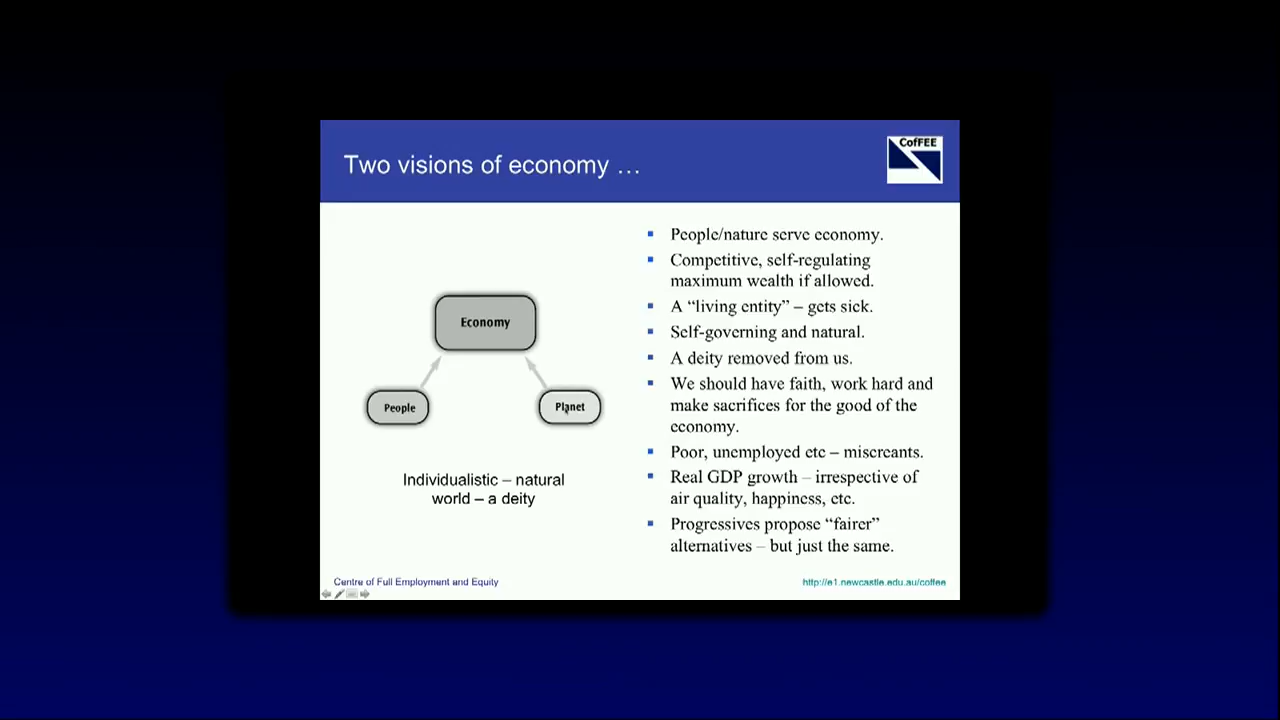 Two visions of economy …
CofFEE
People/nature serve economy.
Competitive, self-regulating
maximum wealth if allowed.
A “living entity” – gets sick.
Self-governing and natural.
A deity removed from us.
We should have faith, work hard and
make sacrifices for the good of the
economy.
Poor, unemployed etc – miscreants.
Real GDP growth – irrespective of
air quality, happiness, etc.
Progressives propose “fairer”
alternatives – but just the same.
Economy
People
Planet
Individualistic – natural
world – a deity
Centre of Full Employment and Equity
http://e1.newcastle.edu.au/coffee